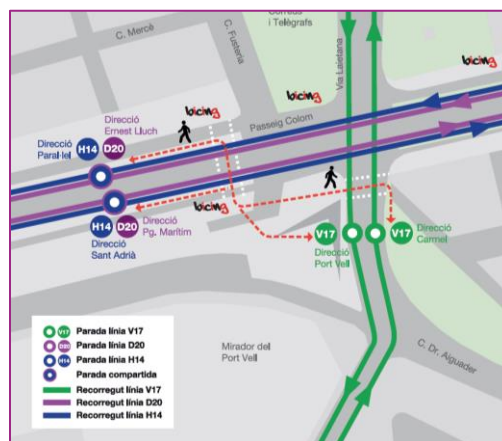 Correus
i Telègrafs
C. Mercè
C. Fusteria
Via Laietana
bicing
bicing
Passeig Colom
bicing
Direcció
Ernest Lluch
Direcció
Paral·lel
H14 D20
H14 D20
Direcció
Pg. Marítim
Direcció
Sant Adrià
bicing
V17
V17
Direcció
Carmel
Direcció
Port Vell
C. Dr. Aiguader
Mirador del
Port Vell
V17 Parada línia V17
D20 Parada línia D20
H14 Parada línia H14
Parada compartida
Recorregut línia V17
Recorregut línia D20
Recorregut línia H14